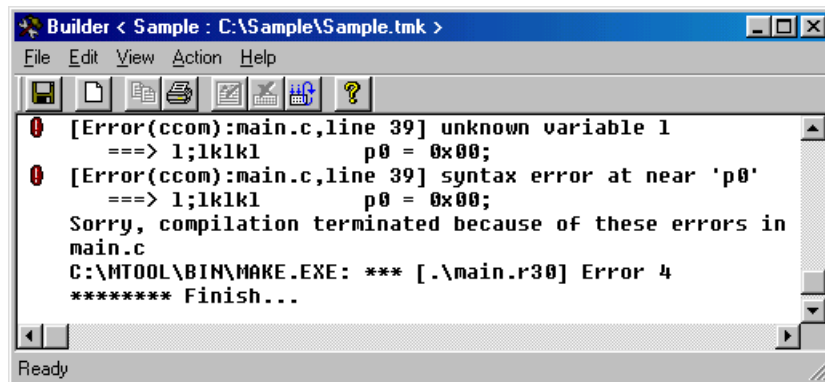 Builder < Sample : C:\Sample\Sample.tmk >
File Edit View Action Help
[Error(ccom):main.c,line 39] unknown variable l
===> l;lklkl p0 = 0x00;
[Error(ccom):main.c,line 39] syntax error at near 'p0'
===> l;lklkl p0 = 0x00;
Sorry, compilation terminated because of these errors in
main.c
C:\MTOOL\BIN\MAKE.EXE: *** [.\main.r30] Error 4
******** Finish...
Ready